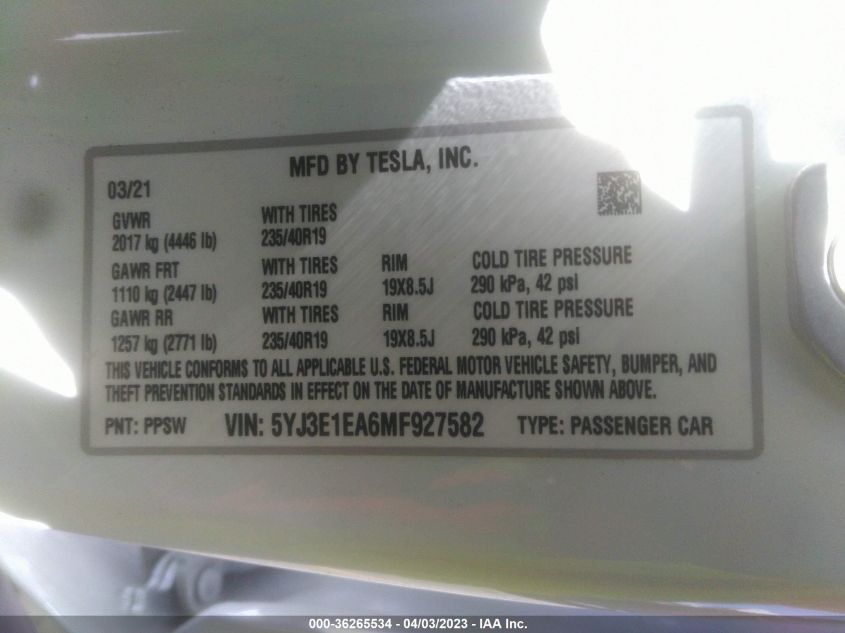 MFD BY TESLA, INC.
03/21
GVWR WITH TIRES
2017 kg (4446 lb) 235/40R19
GAWR FRT WITH TIRES RIM COLD TIRE PRESSURE
1110 kg (2447 lb) 235/40R19 19X8.5J 290 kPa, 42 psi
GAWR RR WITH TIRES RIM COLD TIRE PRESSURE
1257 kg (2771 lb) 235/40R19 19X8.5J 290 kPa, 42 psi
THIS VEHICLE CONFORMS TO ALL APPLICABLE U.S. FEDERAL MOTOR VEHICLE SAFETY, BUMPER, AND
THEFT PREVENTION STANDARDS IN EFFECT ON THE DATE OF MANUFACTURE SHOWN ABOVE.
PNT: PPSW VIN: 5YJ3E1EA6MF927582 TYPE: PASSENGER CAR
000-36265534 - 04/03/2023 - IAA Inc.